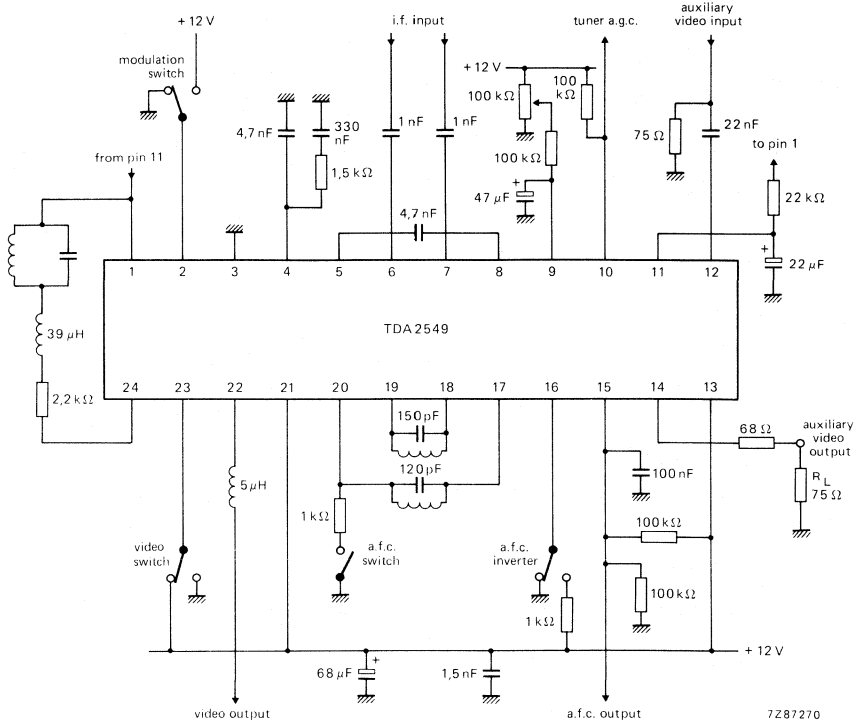 auxiliary
+ 12 V
i.f. input
tuner a.g.c.
video input
modulation
switch
+ 12 V
100 kΩ
100
kΩ
4,7 nF
330
nF
1 nF
1 nF
75 Ω
22 nF
to pin 1
from pin 11
1,5 kΩ
100 kΩ
22 kΩ
+
47 µF
4,7 nF
+
22 µF
1
2
3
4
5
6
7
8
9
10
11
12
39 µH
TDA2549
2,2 kΩ
24
23
22
21
20
19
18
17
16
15
14
13
150 pF
68 Ω
auxiliary
video
output
120 pF
5 µH
100 nF
RL
75 Ω
1 kΩ
100 kΩ
video
switch
a.f.c.
switch
a.f.c.
inverter
100 kΩ
1 kΩ
+ 12 V
68 µF
+
1,5 nF
video output
a.f.c. output
7Z87270